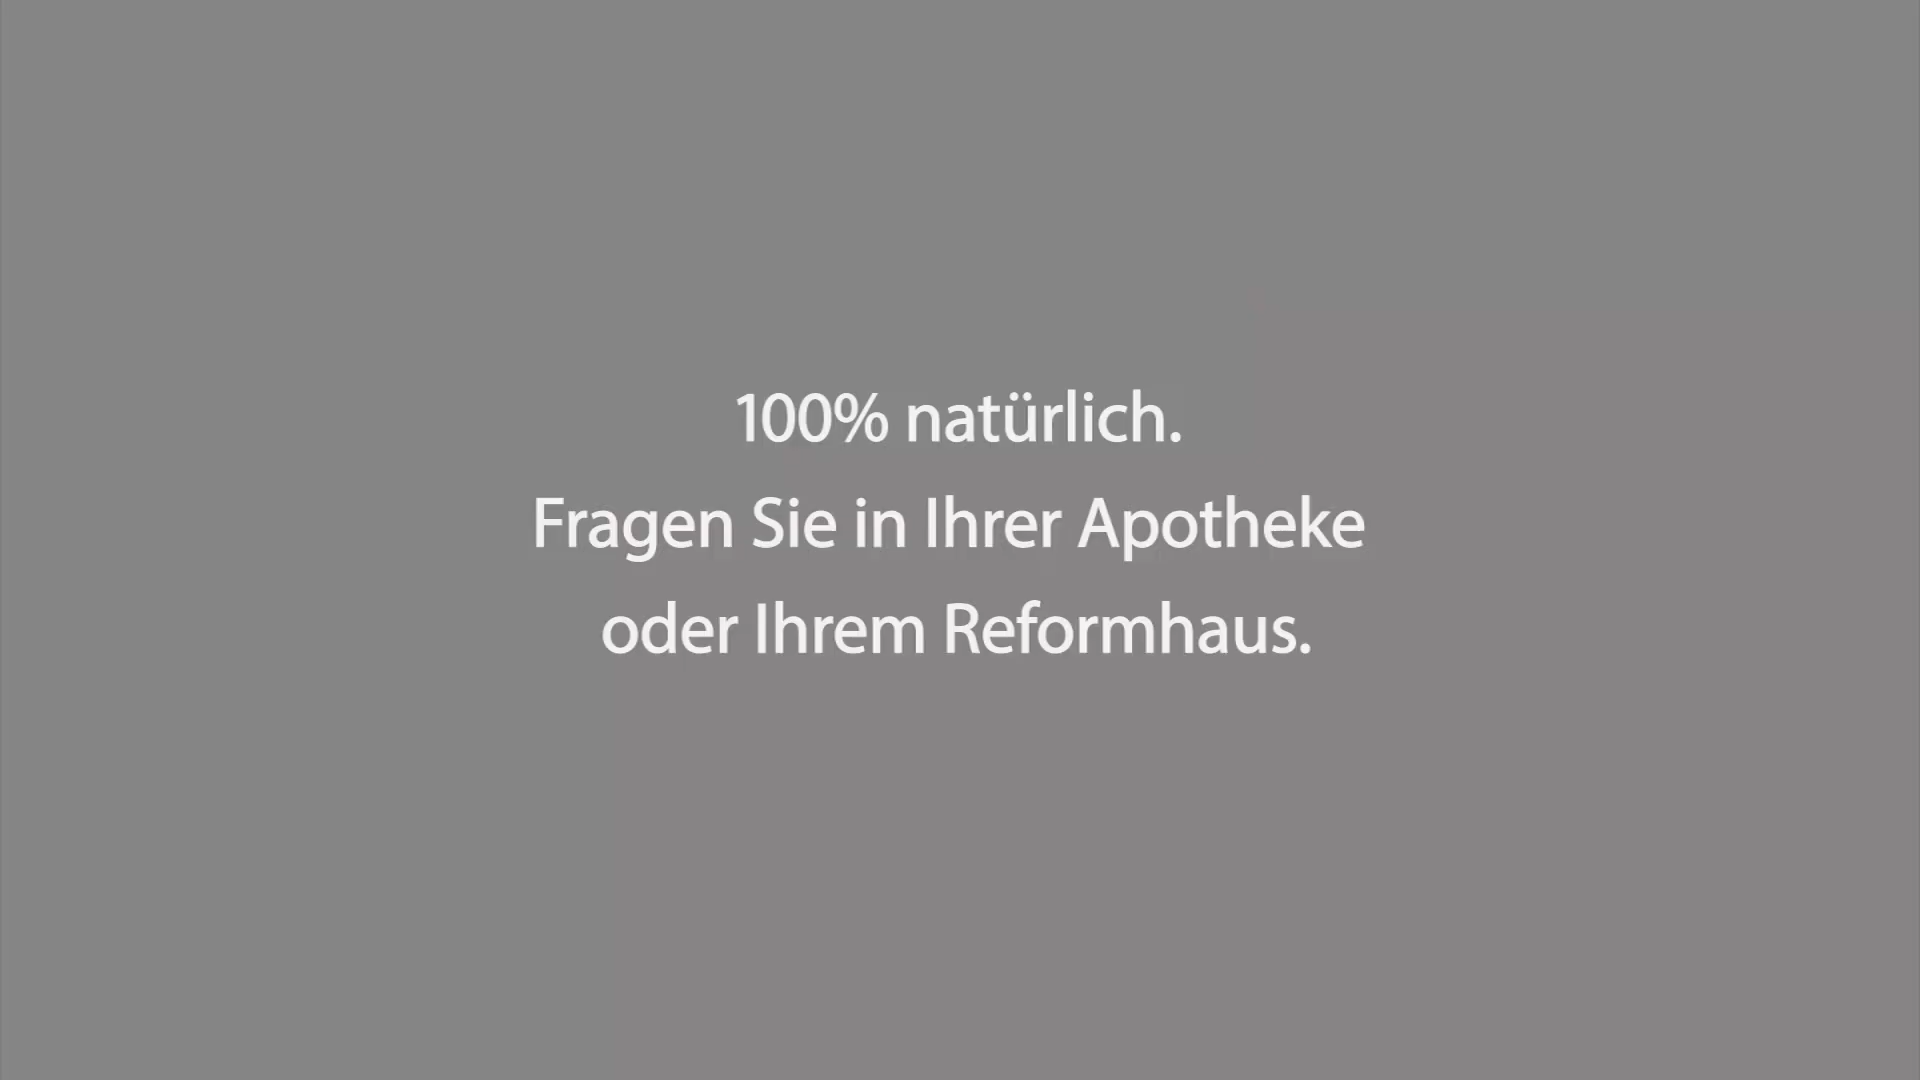 100% natürlich.
Fragen Sie in Ihrer Apotheke
oder Ihrem Reformhaus.